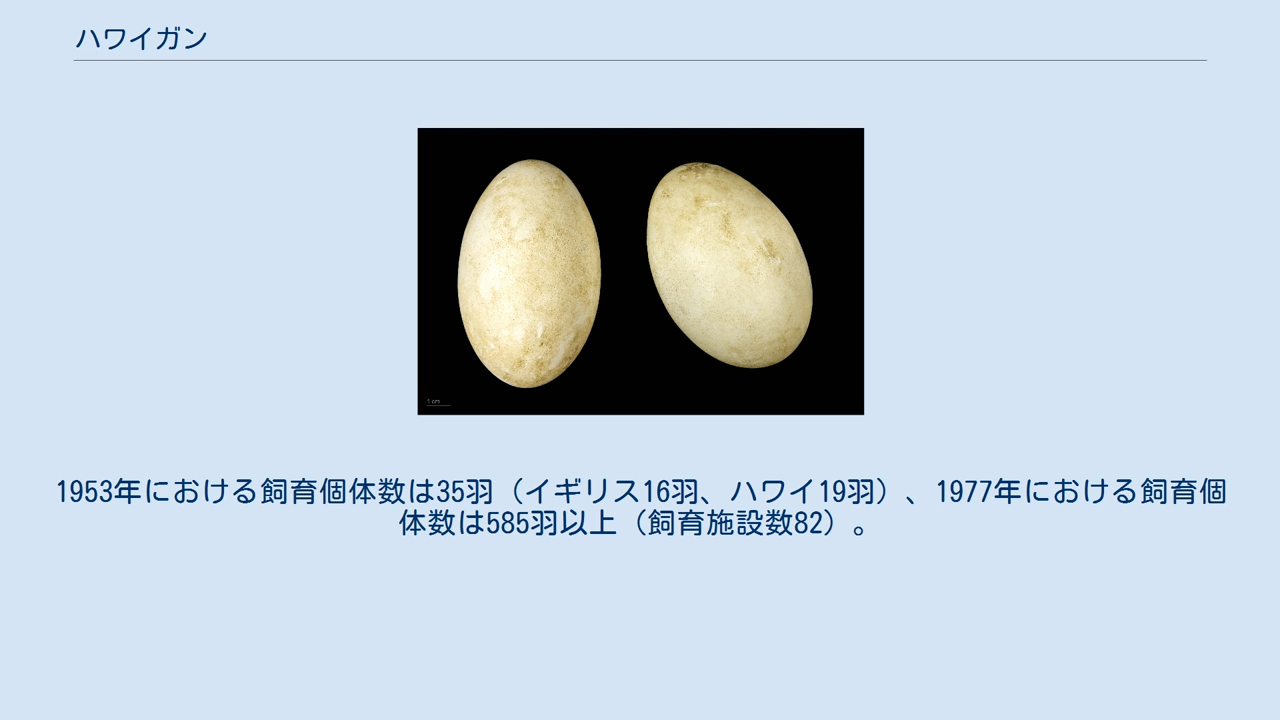 ハワイガン
1 cm
1953年における飼育個体数は35羽（イギリス16羽、ハワイ19羽）、1977年における飼育個
体数は585羽以上（飼育施設数82）。